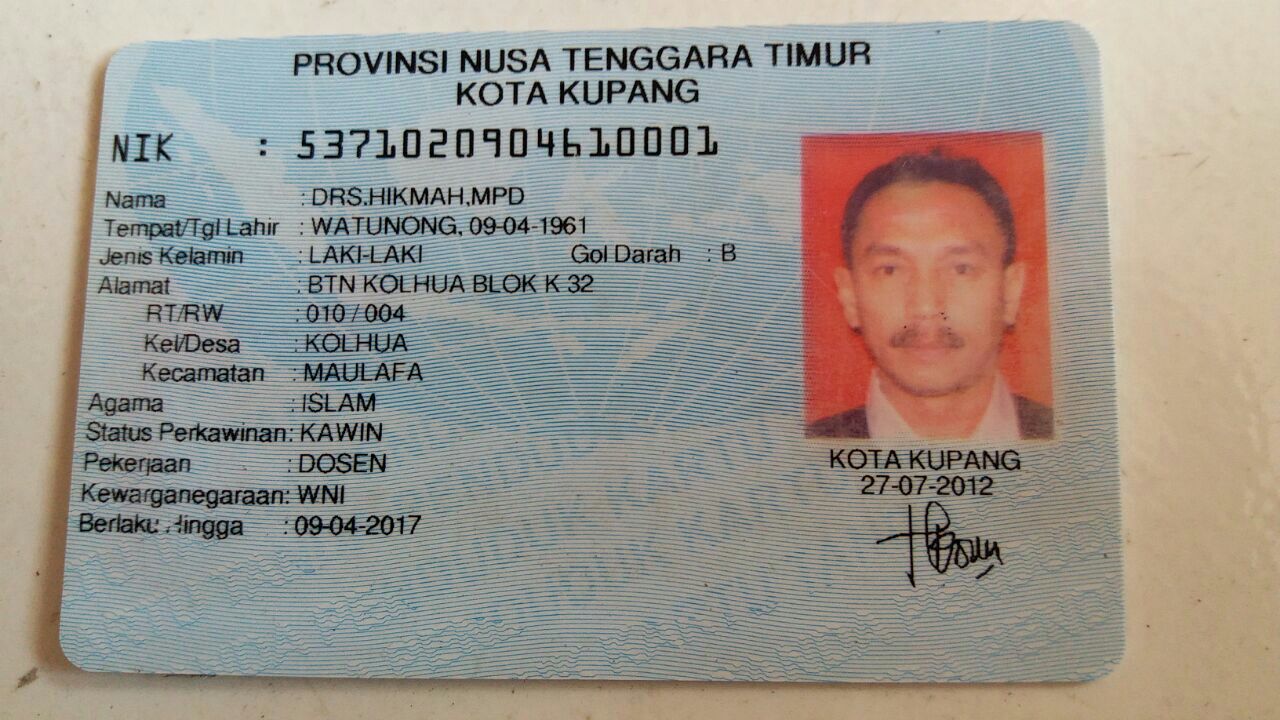 PROVINSI NUSA TENGGARA TIMUR
KOTA KUPANG
NIK : 5371020904610001
Nama : DRS.HIKMAH,MPD
Tempat/Tgl Lahir : WATUNONG, 09-04-1961
Jenis Kelamin : LAKI-LAKI Gol Darah : B
Alamat : BTN KOLHUA BLOK K 32
RT/RW : 010 / 004
Kel/Desa : KOLHUA
Kecamatan : MAULAFA
Agama : ISLAM
Status Perkawinan: KAWIN
Pekerjaan : DOSEN
Kewarganegaraan: WNI
Berlaku Hingga : 09-04-2017
KOTA KUPANG
27-07-2012